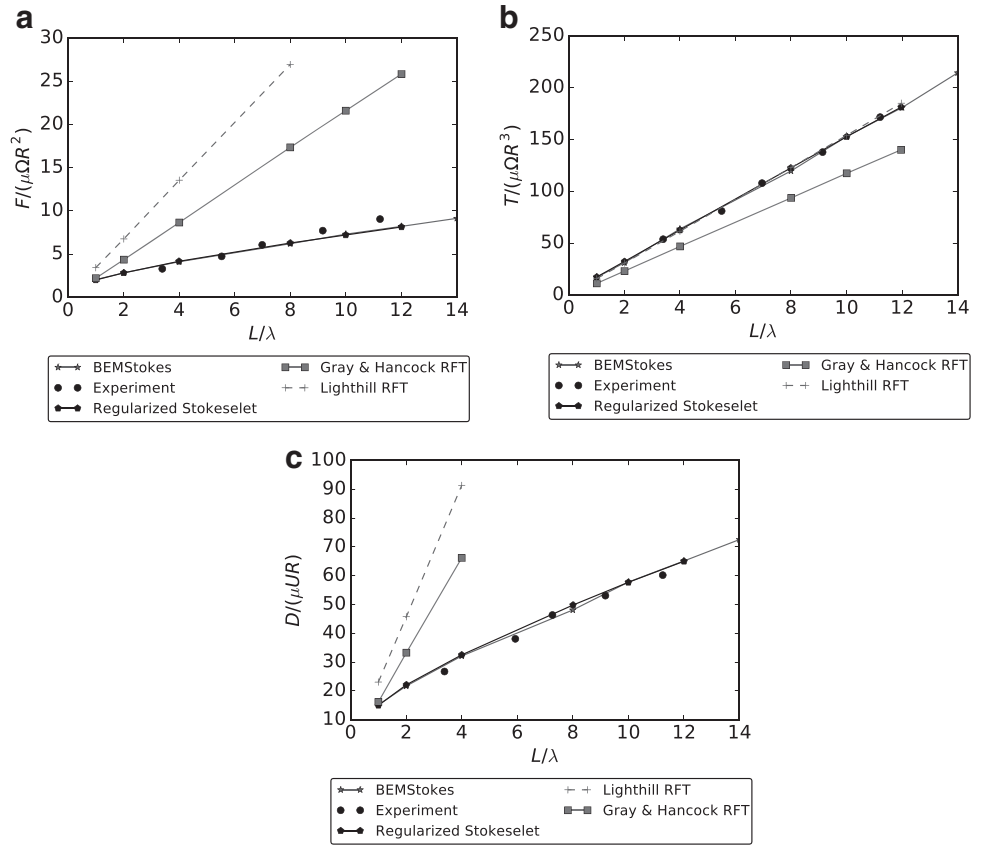 a
30
25
20
15
10
5
0
F/(μΩR²)
0 2 4 6 8 10 12 14
L/λ
BEMStokes
Experiment
Regularized Stokeselet
Gray & Hancock RFT
Lighthill RFT
b
250
200
150
100
50
0
T/(μΩR³)
0 2 4 6 8 10 12 14
L/λ
BEMStokes
Experiment
Regularized Stokeselet
Gray & Hancock RFT
Lighthill RFT
c
100
90
80
70
60
50
40
30
20
10
D/(μUR)
0 2 4 6 8 10 12 14
L/λ
BEMStokes
Experiment
Regularized Stokeselet
Lighthill RFT
Gray & Hancock RFT